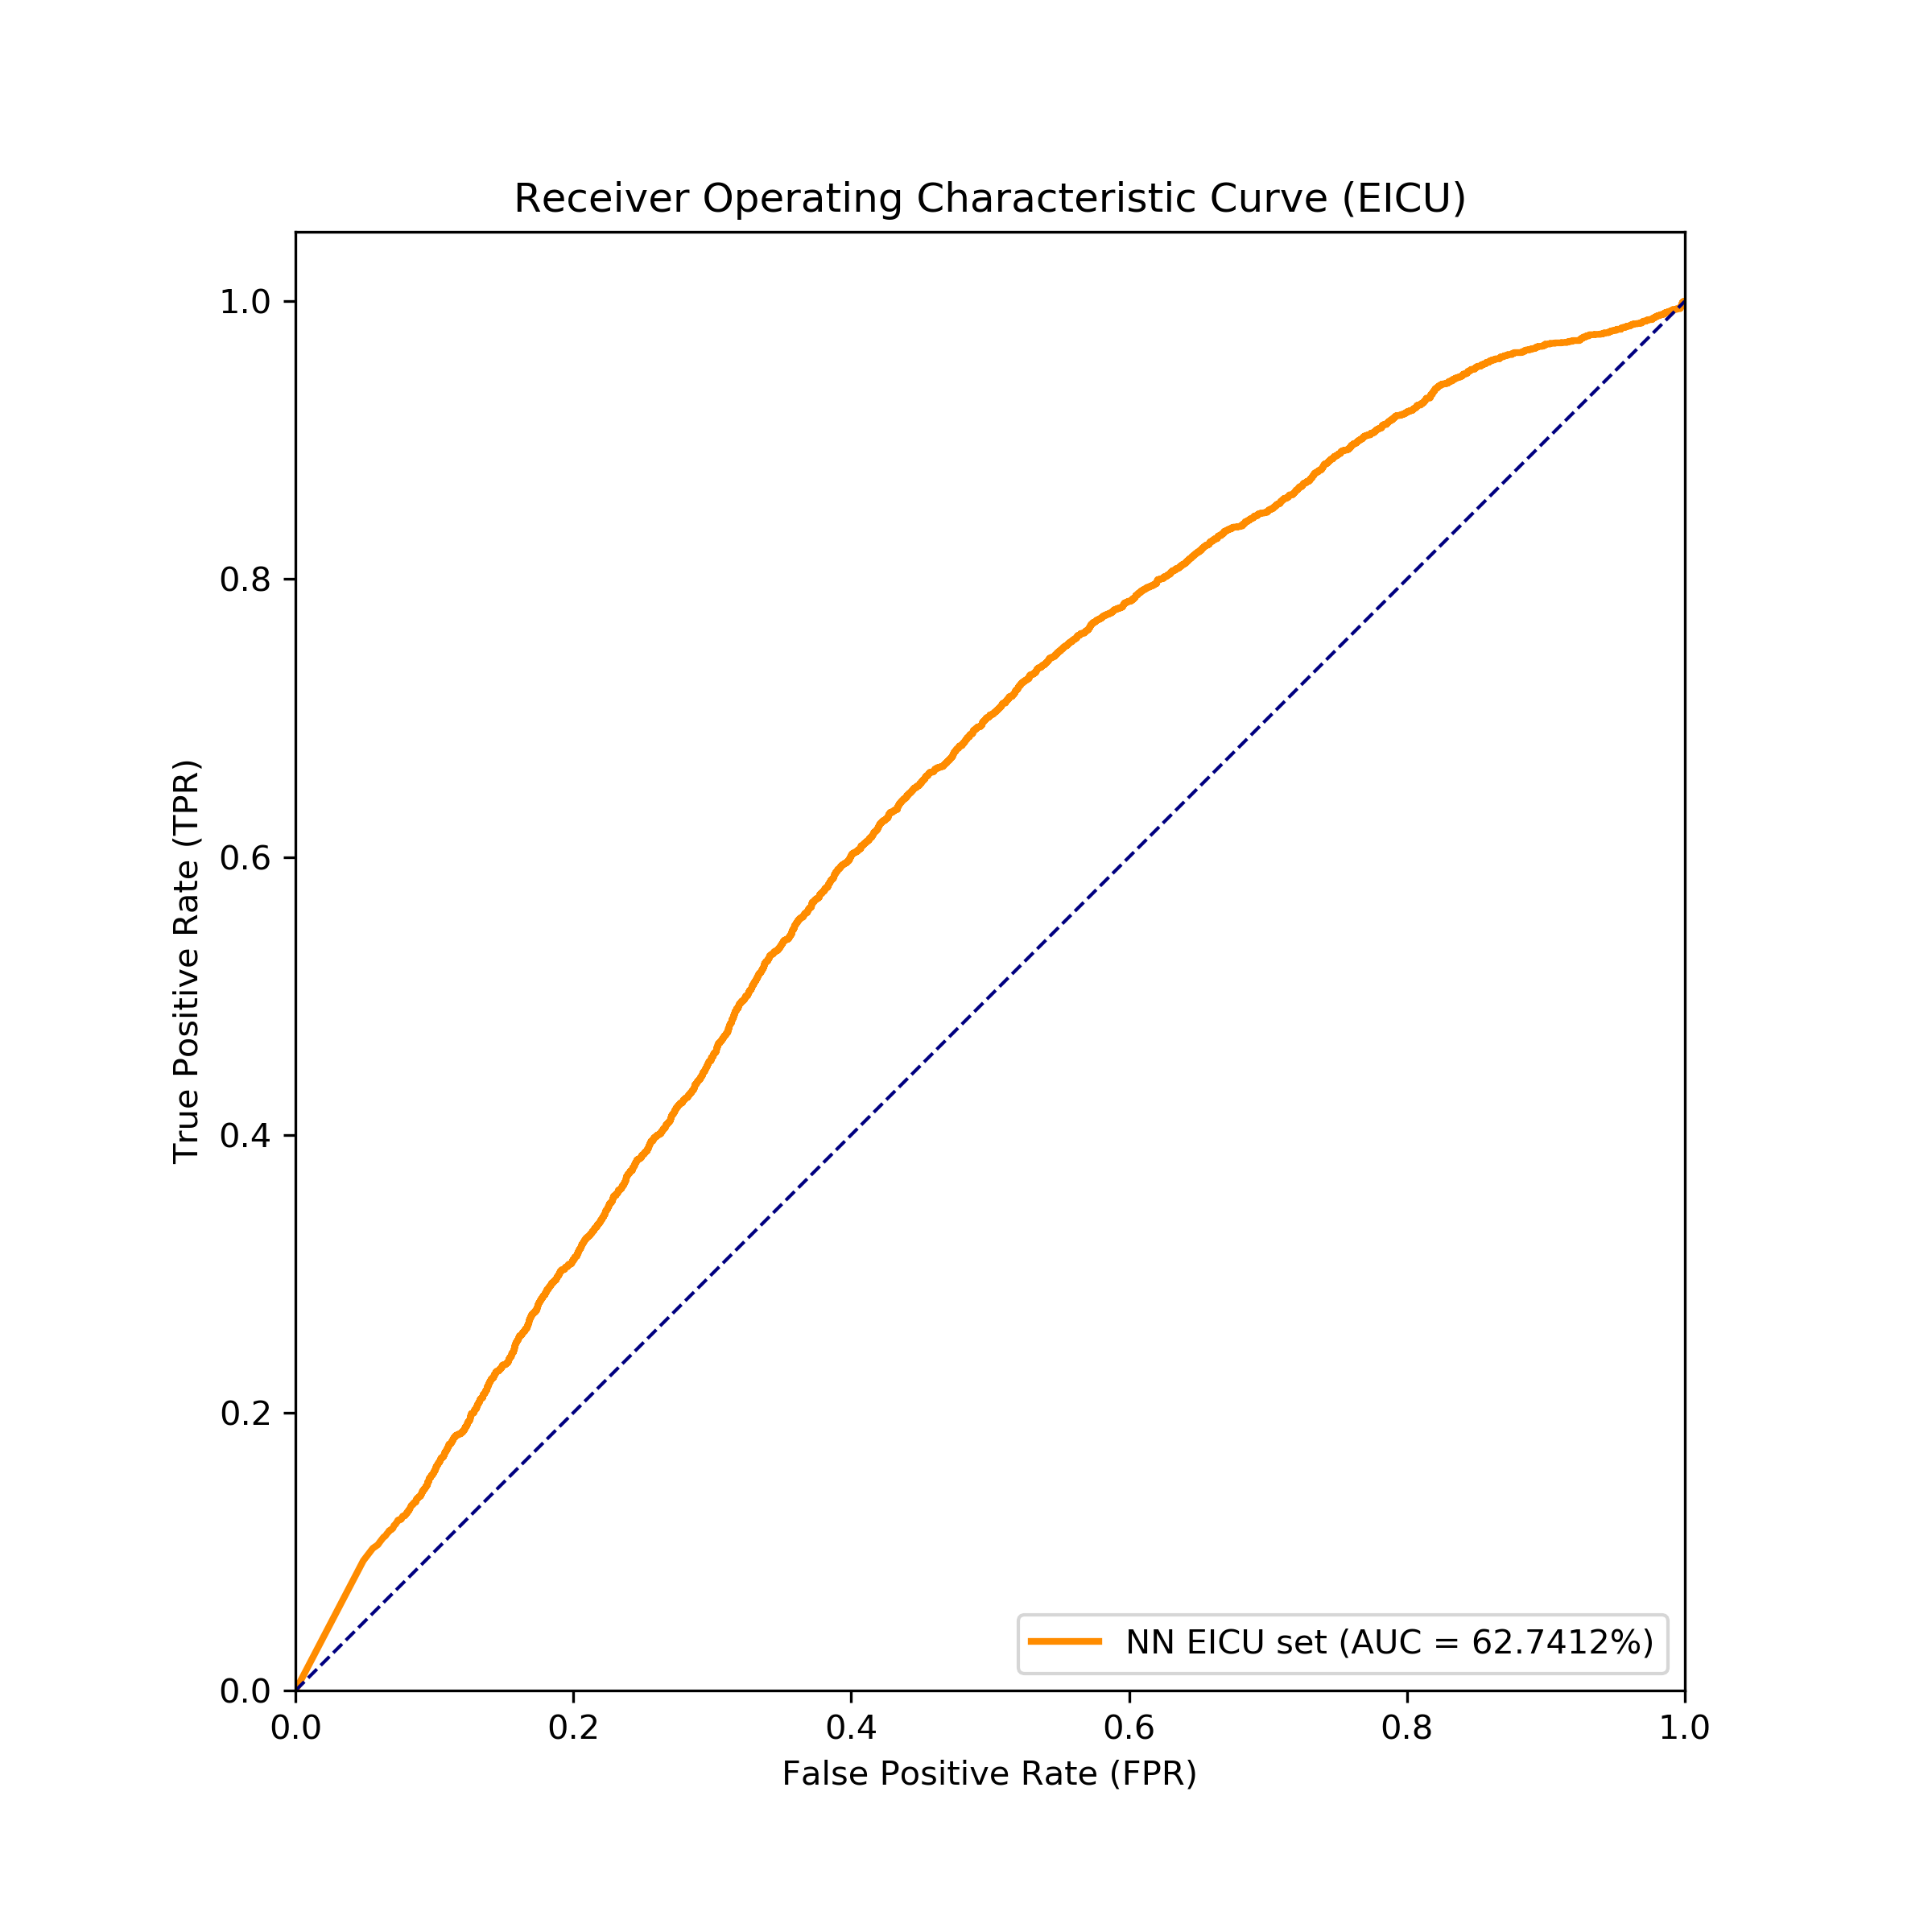 Receiver Operating Characteristic Curve (EICU)
1.0
0.8
0.6
0.4
0.2
0.0
True Positive Rate (TPR)
NN EICU set (AUC = 62.7412%)
0.0 0.2 0.4 0.6 0.8 1.0
False Positive Rate (FPR)